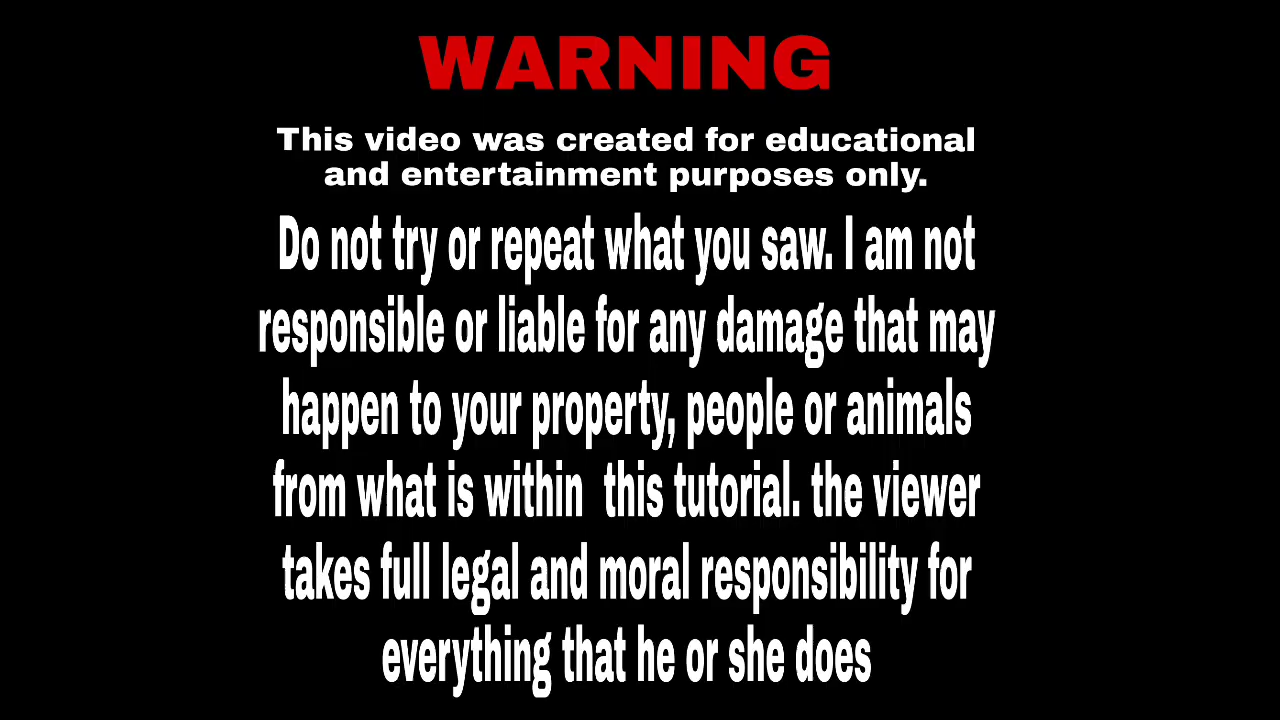 WARNING
This video was created for educational
and entertainment purposes only.
Do not try or repeat what you saw. I am not
responsible or liable for any damage that may
happen to your property, people or animals
from what is within  this tutorial. the viewer
takes full legal and moral responsibility for
everything that he or she does